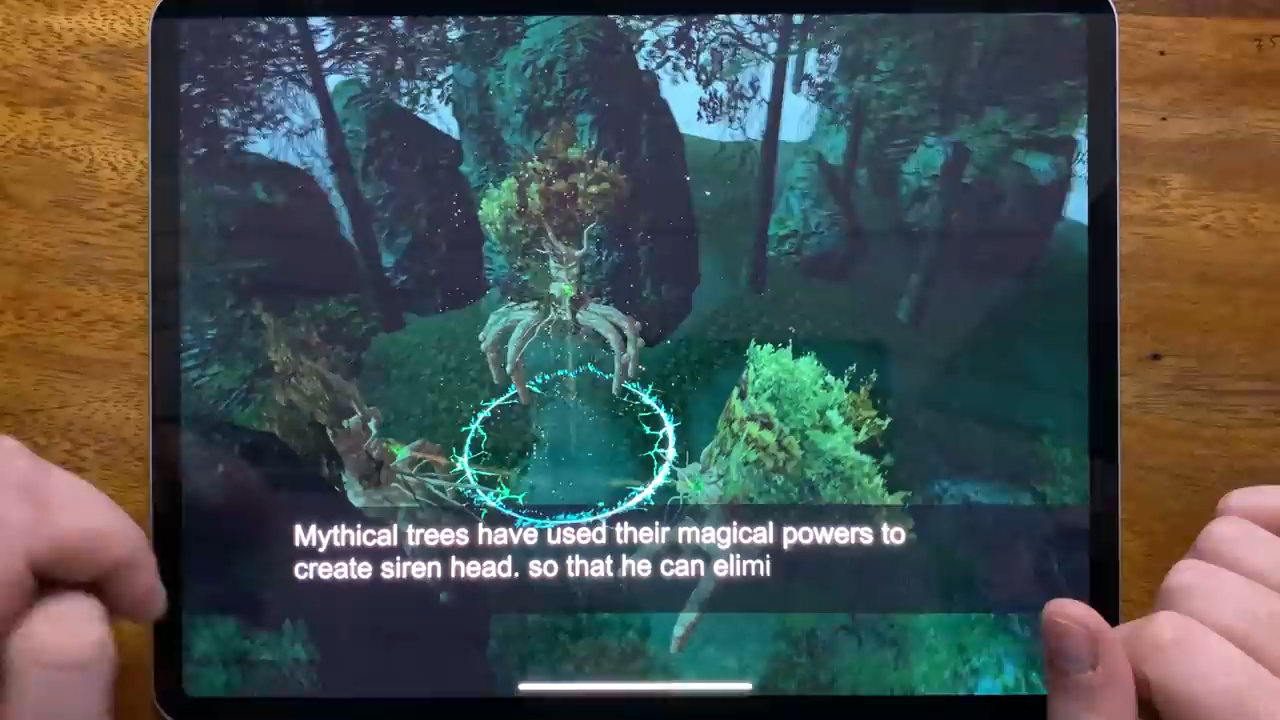 Mythical trees have used their magical powers to
create siren head. so that he can elimi